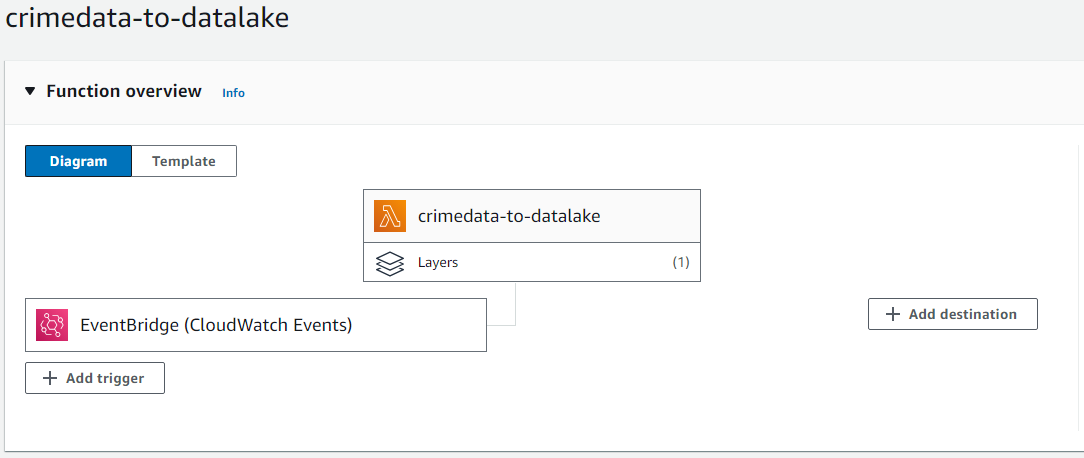 crimedata-to-datalake
Function overview Info
Diagram Template
crimedata-to-datalake
Layers (1)
EventBridge (CloudWatch Events)
Add destination
Add trigger